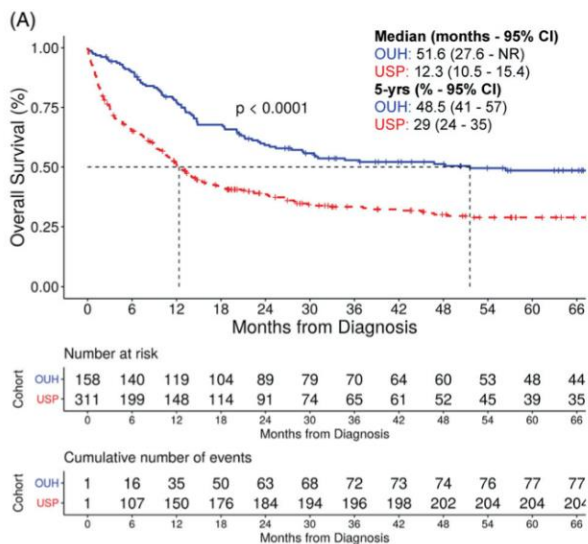 (A)
Median (months - 95% CI)
OUH: 51.6 (27.6 - NR)
USP: 12.3 (10.5 - 15.4)
5-yrs (% - 95% CI)
OUH: 48.5 (41 - 57)
USP: 29 (24 - 35)
p < 0.0001
Overall Survival (%)
1.00
0.75
0.50
0.25
0.00
0 6 12 18 24 30 36 42 48 54 60 66
Months from Diagnosis
Number at risk
Cohort
OUH 158 140 119 104 89 79 70 64 60 53 48 44
USP 311 199 148 114 91 74 65 61 52 45 39 35
0 6 12 18 24 30 36 42 48 54 60 66
Months from Diagnosis
Cumulative number of events
Cohort
OUH 1 16 35 50 63 68 72 73 74 76 77 77
USP 1 107 150 176 184 194 196 198 202 204 204 204
0 6 12 18 24 30 36 42 48 54 60 66
Months from Diagnosis